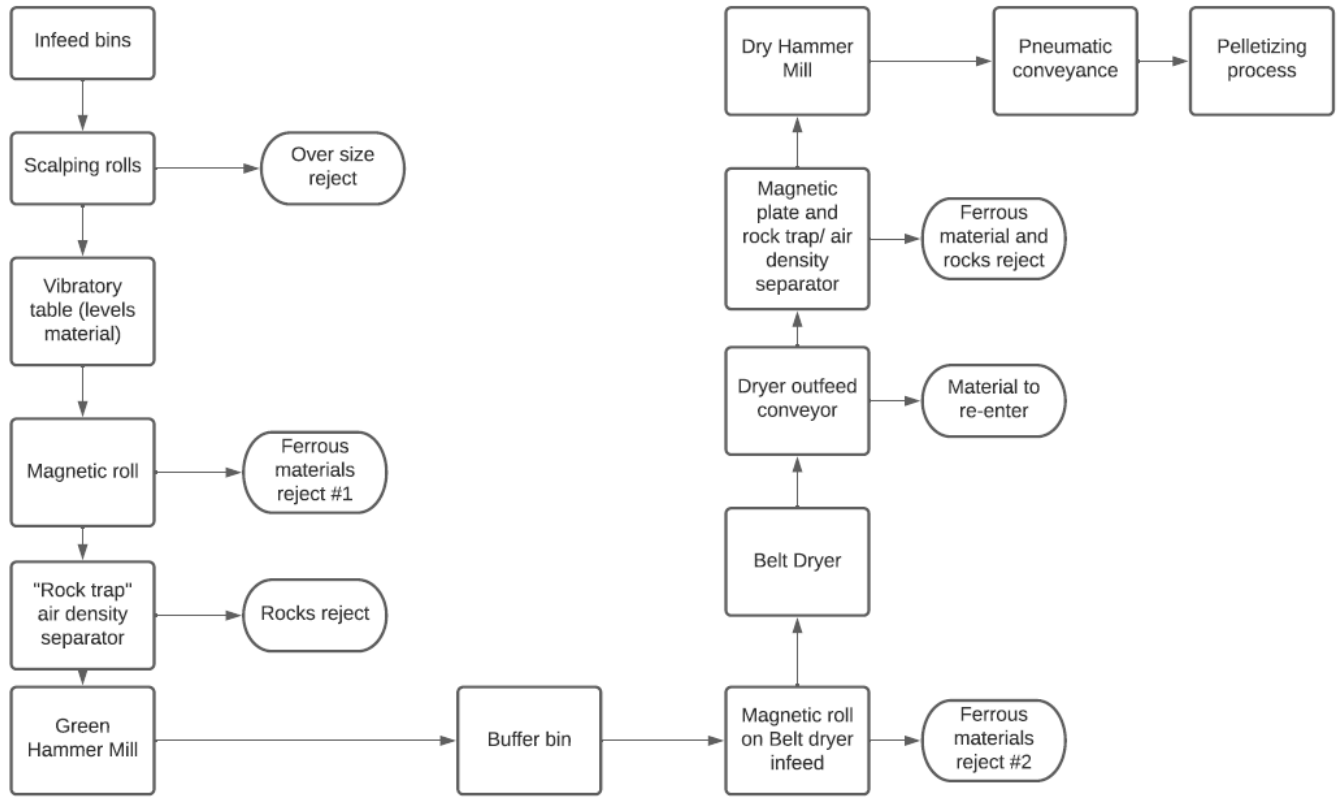 Infeed bins
Scalping rolls
Over size
reject
Vibratory
table (levels
material)
Magnetic roll
Ferrous
materials
reject #1
"Rock trap"
air density
separator
Rocks reject
Green
Hammer Mill
Buffer bin
Magnetic roll
on Belt dryer
infeed
Ferrous
materials
reject #2
Belt Dryer
Dryer outfeed
conveyor
Material to
re-enter
Magnetic
plate and
rock trap/ air
density
separator
Ferrous
material and
rocks reject
Dry Hammer
Mill
Pneumatic
conveyance
Pelletizing
process